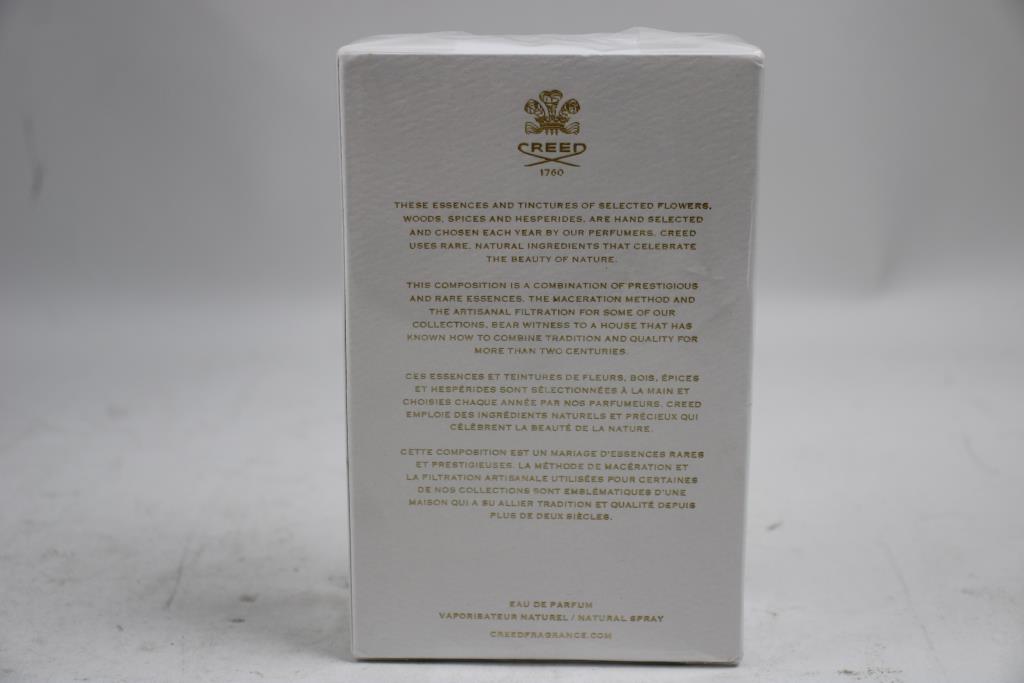 CREED
1760
THESE ESSENCES AND TINCTURES OF SELECTED FLOWERS,
WOODS, SPICES AND HESPERIDES, ARE HAND SELECTED
AND CHOSEN EACH YEAR BY OUR PERFUMERS. CREED
USES RARE, NATURAL INGREDIENTS THAT CELEBRATE
THE BEAUTY OF NATURE.
THIS COMPOSITION IS A COMBINATION OF PRESTIGIOUS
AND RARE ESSENCES. THE MACERATION METHOD AND
THE ARTISANAL FILTRATION FOR SOME OF OUR
COLLECTIONS, BEAR WITNESS TO A HOUSE THAT HAS
KNOWN HOW TO COMBINE TRADITION AND QUALITY FOR
MORE THAN TWO CENTURIES.
CES ESSENCES ET TEINTURES DE FLEURS, BOIS, ÉPICES
ET HESPÉRIDES SONT SÉLECTIONNÉES À LA MAIN ET
CHOISIES CHAQUE ANNÉE PAR NOS PARFUMEURS. CREED
EMPLOIE DES INGRÉDIENTS NATURELS ET PRÉCIEUX QUI
CÉLÈBRENT LA BEAUTÉ DE LA NATURE.
CETTE COMPOSITION EST UN MARIAGE D'ESSENCES RARES
ET PRESTIGIEUSES. LA MÉTHODE DE MACÉRATION ET
LA FILTRATION ARTISANALE UTILISÉES POUR CERTAINES
DE NOS COLLECTIONS SONT EMBLÉMATIQUES D'UNE
MAISON QUI A SU ALLIER TRADITION ET QUALITÉ DEPUIS
PLUS DE DEUX SIÈCLES.
EAU DE PARFUM
VAPORISATEUR NATUREL / NATURAL SPRAY
CREEDFRAGRANCE.COM